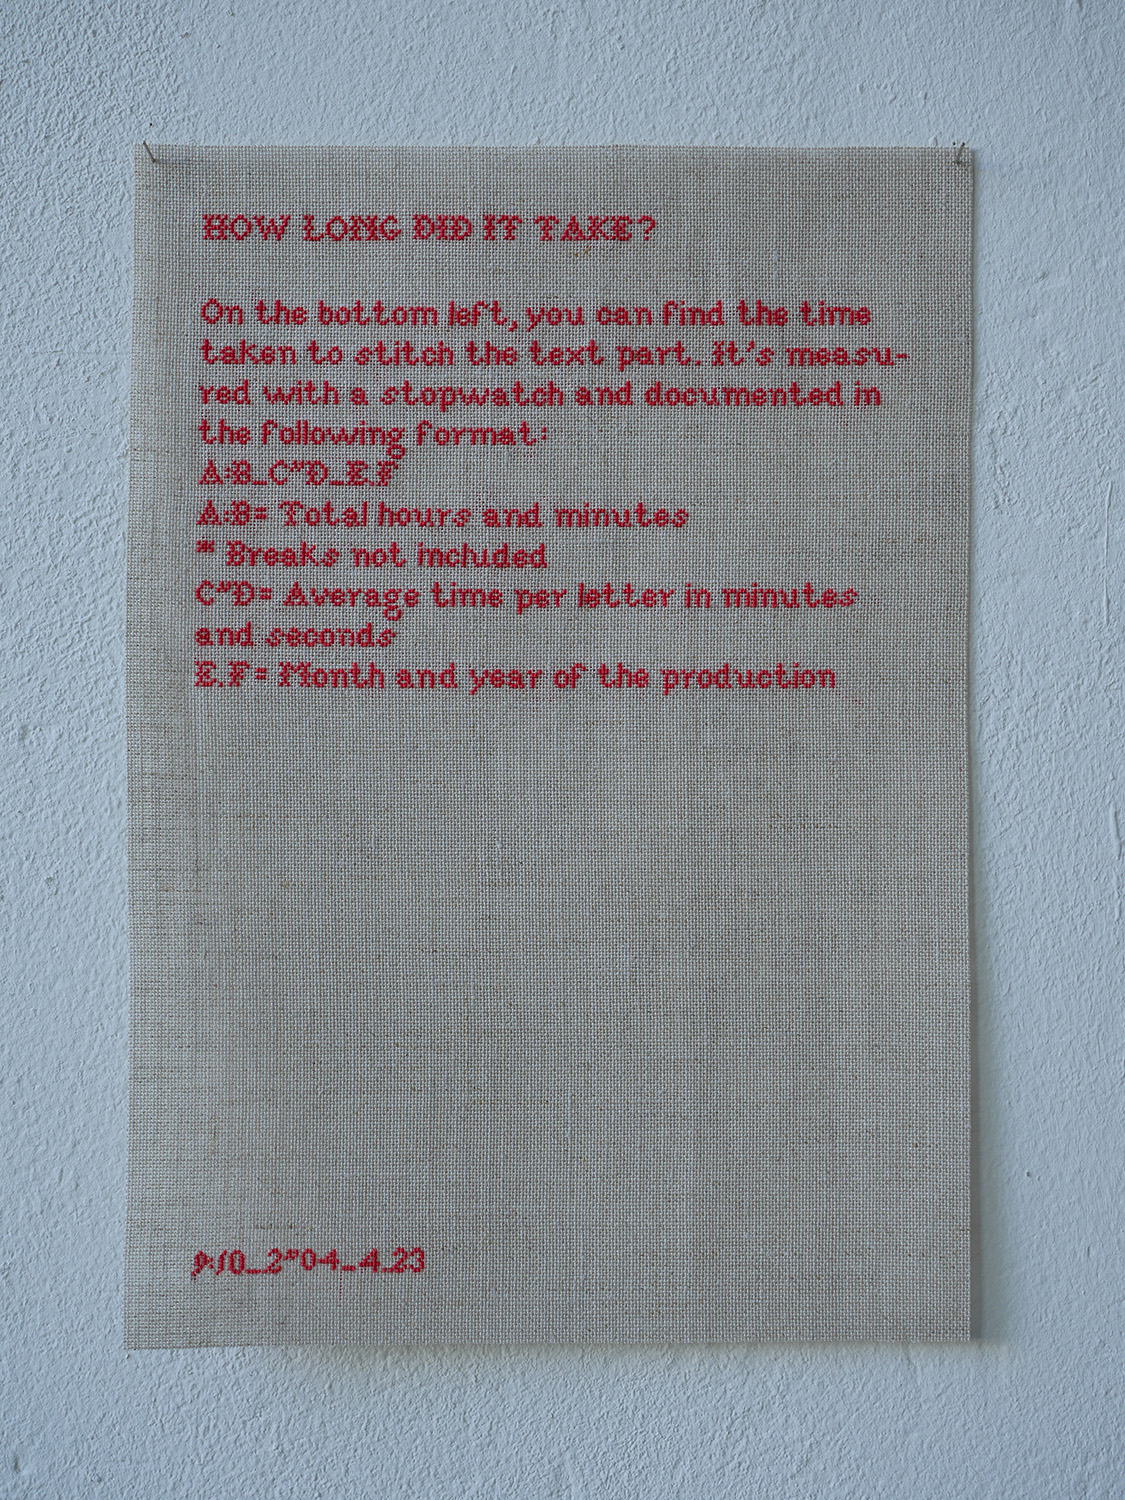 HOW LONG DID IT TAKE?
On the bottom left, you can find the time
taken to stitch the text part. It's measu-
red with a stopwatch and documented in
the following format:
A:B_C"D_E.F
A:B= Total hours and minutes
* Breaks not included
C"D= Average time per letter in minutes
and seconds
E.F= Month and year of the production
9:10_2"04_4_23